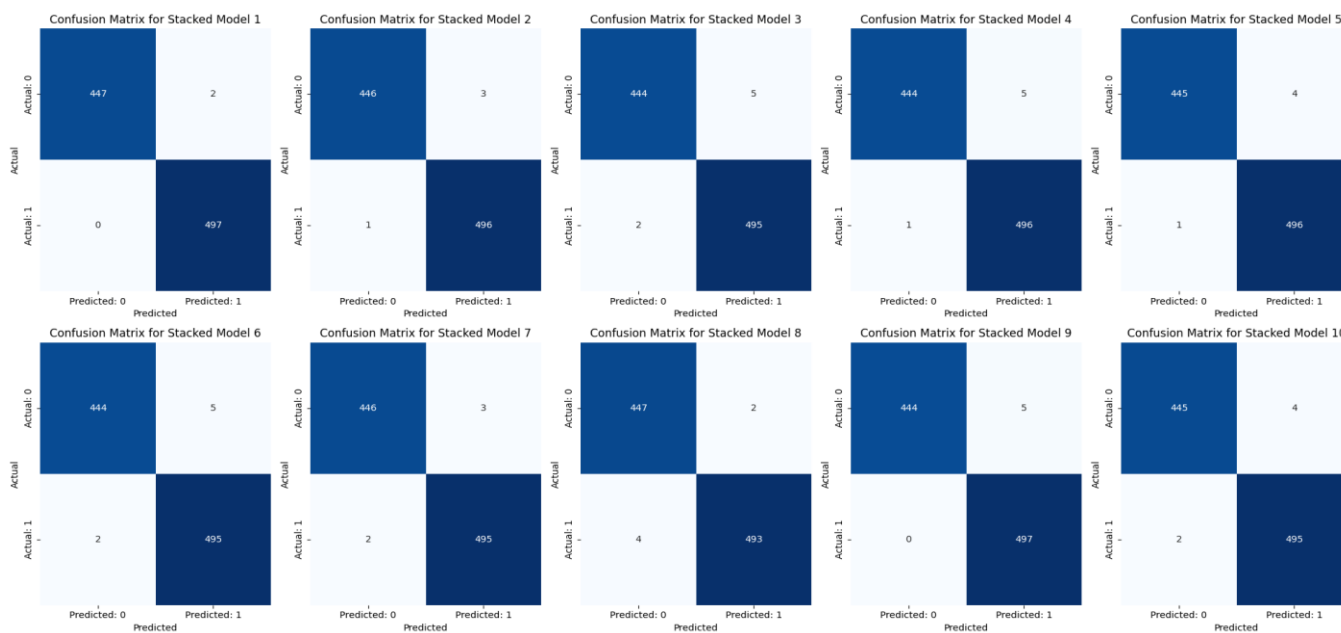 Confusion Matrix for Stacked Model 1
Actual: 0
447
2
Actual: 1
0
497
Actual
Predicted: 0
Predicted: 1
Predicted
Confusion Matrix for Stacked Model 2
Actual: 0
446
3
Actual: 1
1
496
Actual
Predicted: 0
Predicted: 1
Predicted
Confusion Matrix for Stacked Model 3
Actual: 0
444
5
Actual: 1
2
495
Actual
Predicted: 0
Predicted: 1
Predicted
Confusion Matrix for Stacked Model 4
Actual: 0
444
5
Actual: 1
1
496
Actual
Predicted: 0
Predicted: 1
Predicted
Confusion Matrix for Stacked Model 5
Actual: 0
445
4
Actual: 1
1
496
Actual
Predicted: 0
Predicted: 1
Predicted
Confusion Matrix for Stacked Model 6
Actual: 0
444
5
Actual: 1
2
495
Actual
Predicted: 0
Predicted: 1
Predicted
Confusion Matrix for Stacked Model 7
Actual: 0
446
3
Actual: 1
2
495
Actual
Predicted: 0
Predicted: 1
Predicted
Confusion Matrix for Stacked Model 8
Actual: 0
447
2
Actual: 1
4
493
Actual
Predicted: 0
Predicted: 1
Predicted
Confusion Matrix for Stacked Model 9
Actual: 0
444
5
Actual: 1
0
497
Actual
Predicted: 0
Predicted: 1
Predicted
Confusion Matrix for Stacked Model 10
Actual: 0
445
4
Actual: 1
2
495
Actual
Predicted: 0
Predicted: 1
Predicted